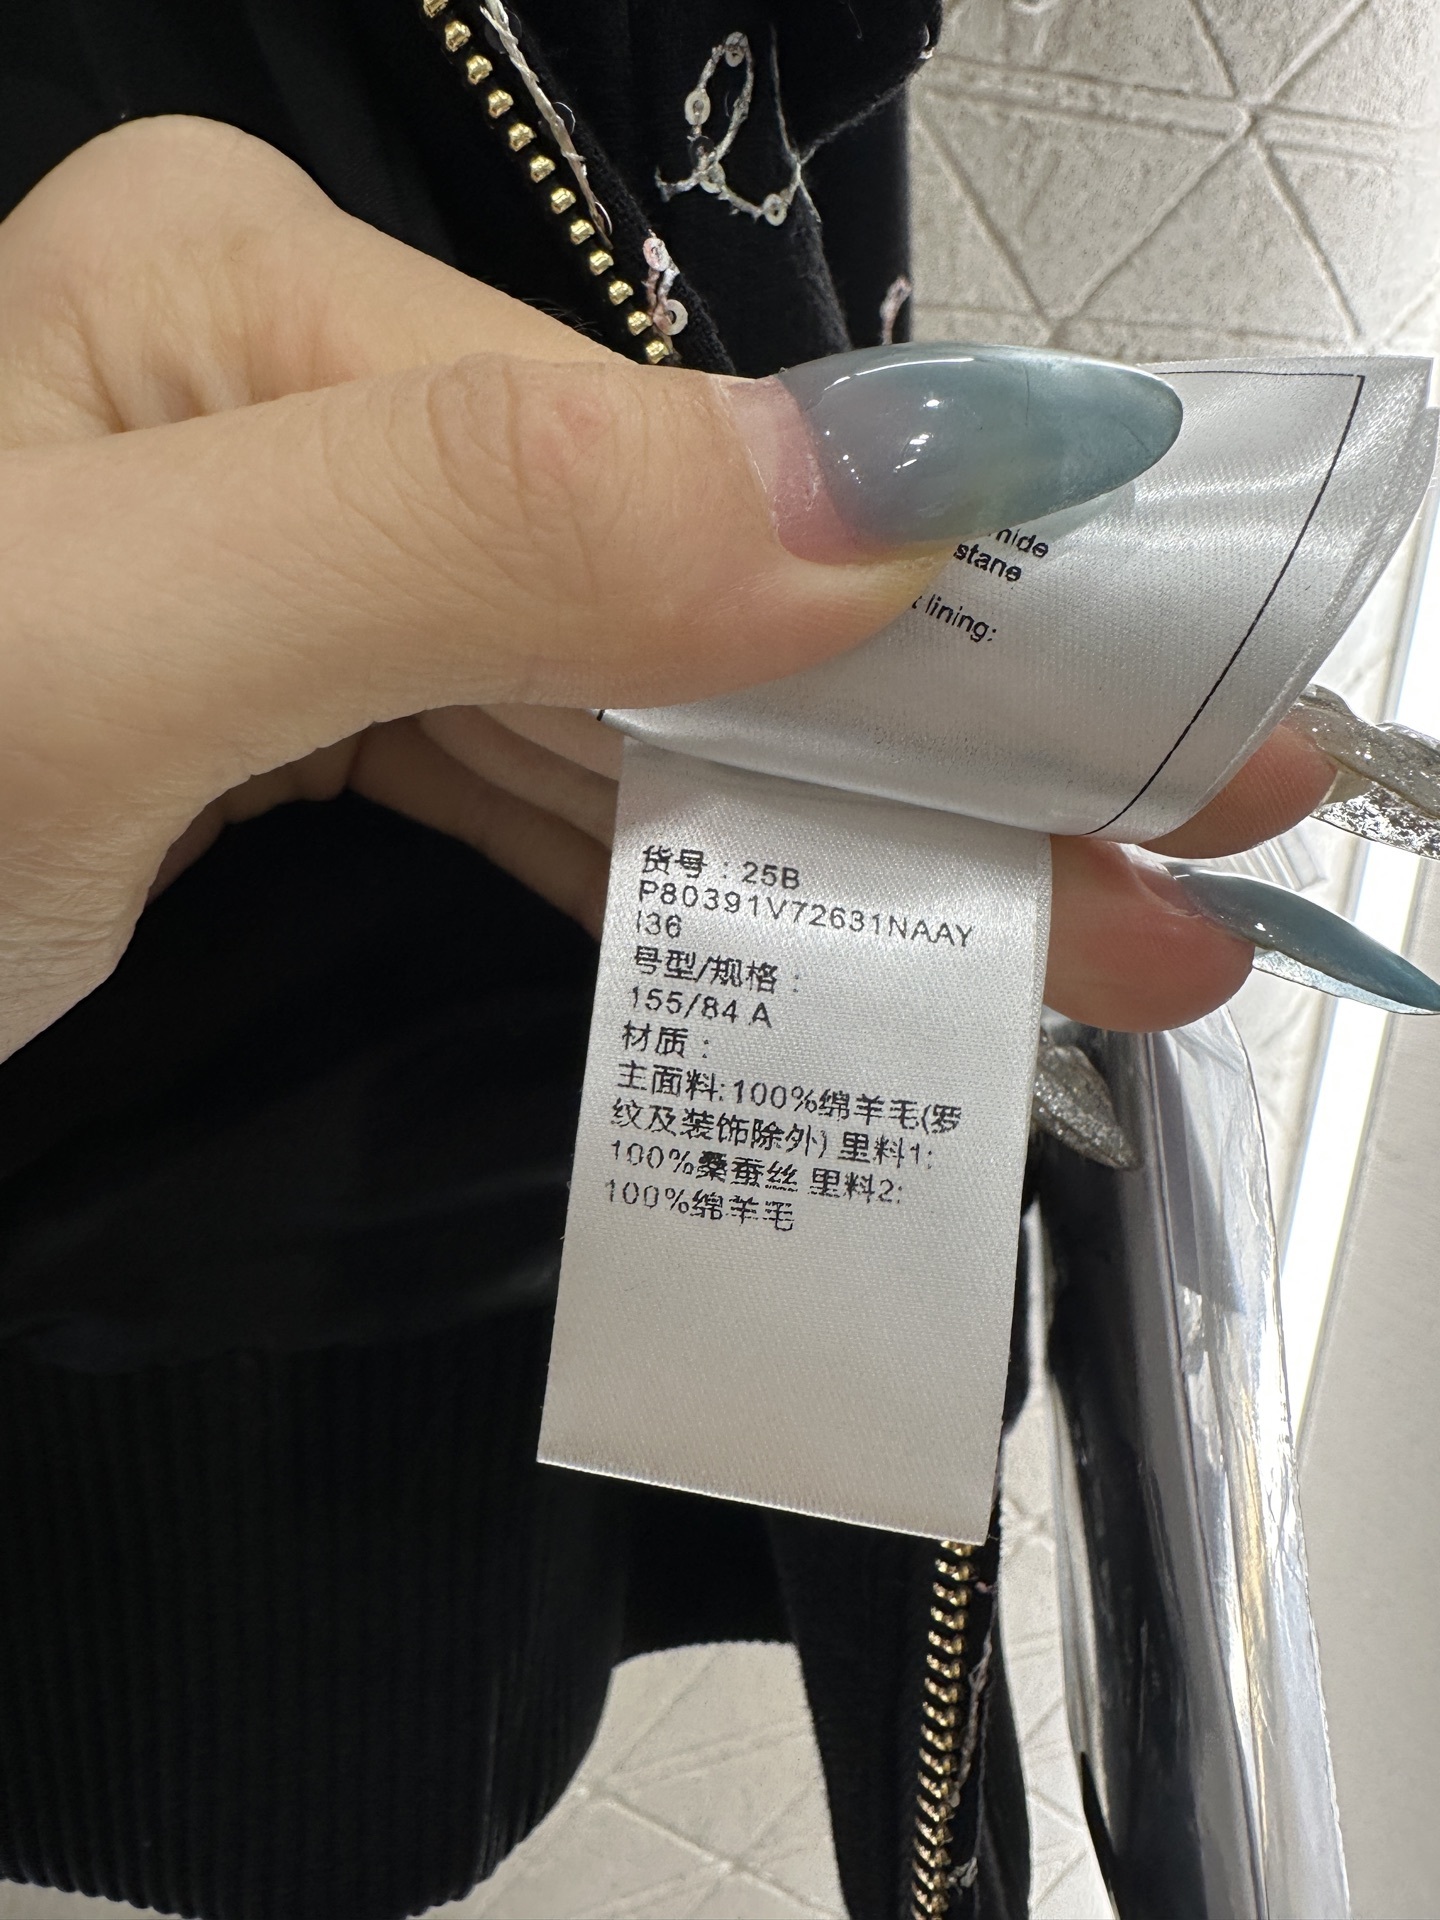 stane
lining;
货号：25B
P80391V72631NAAY
I36
号型/规格：
155/84 A
材质：
主面料:100%绵羊毛(罗
纹及装饰除外) 里料1:
100%桑蚕丝 里料2:
100%绵羊毛